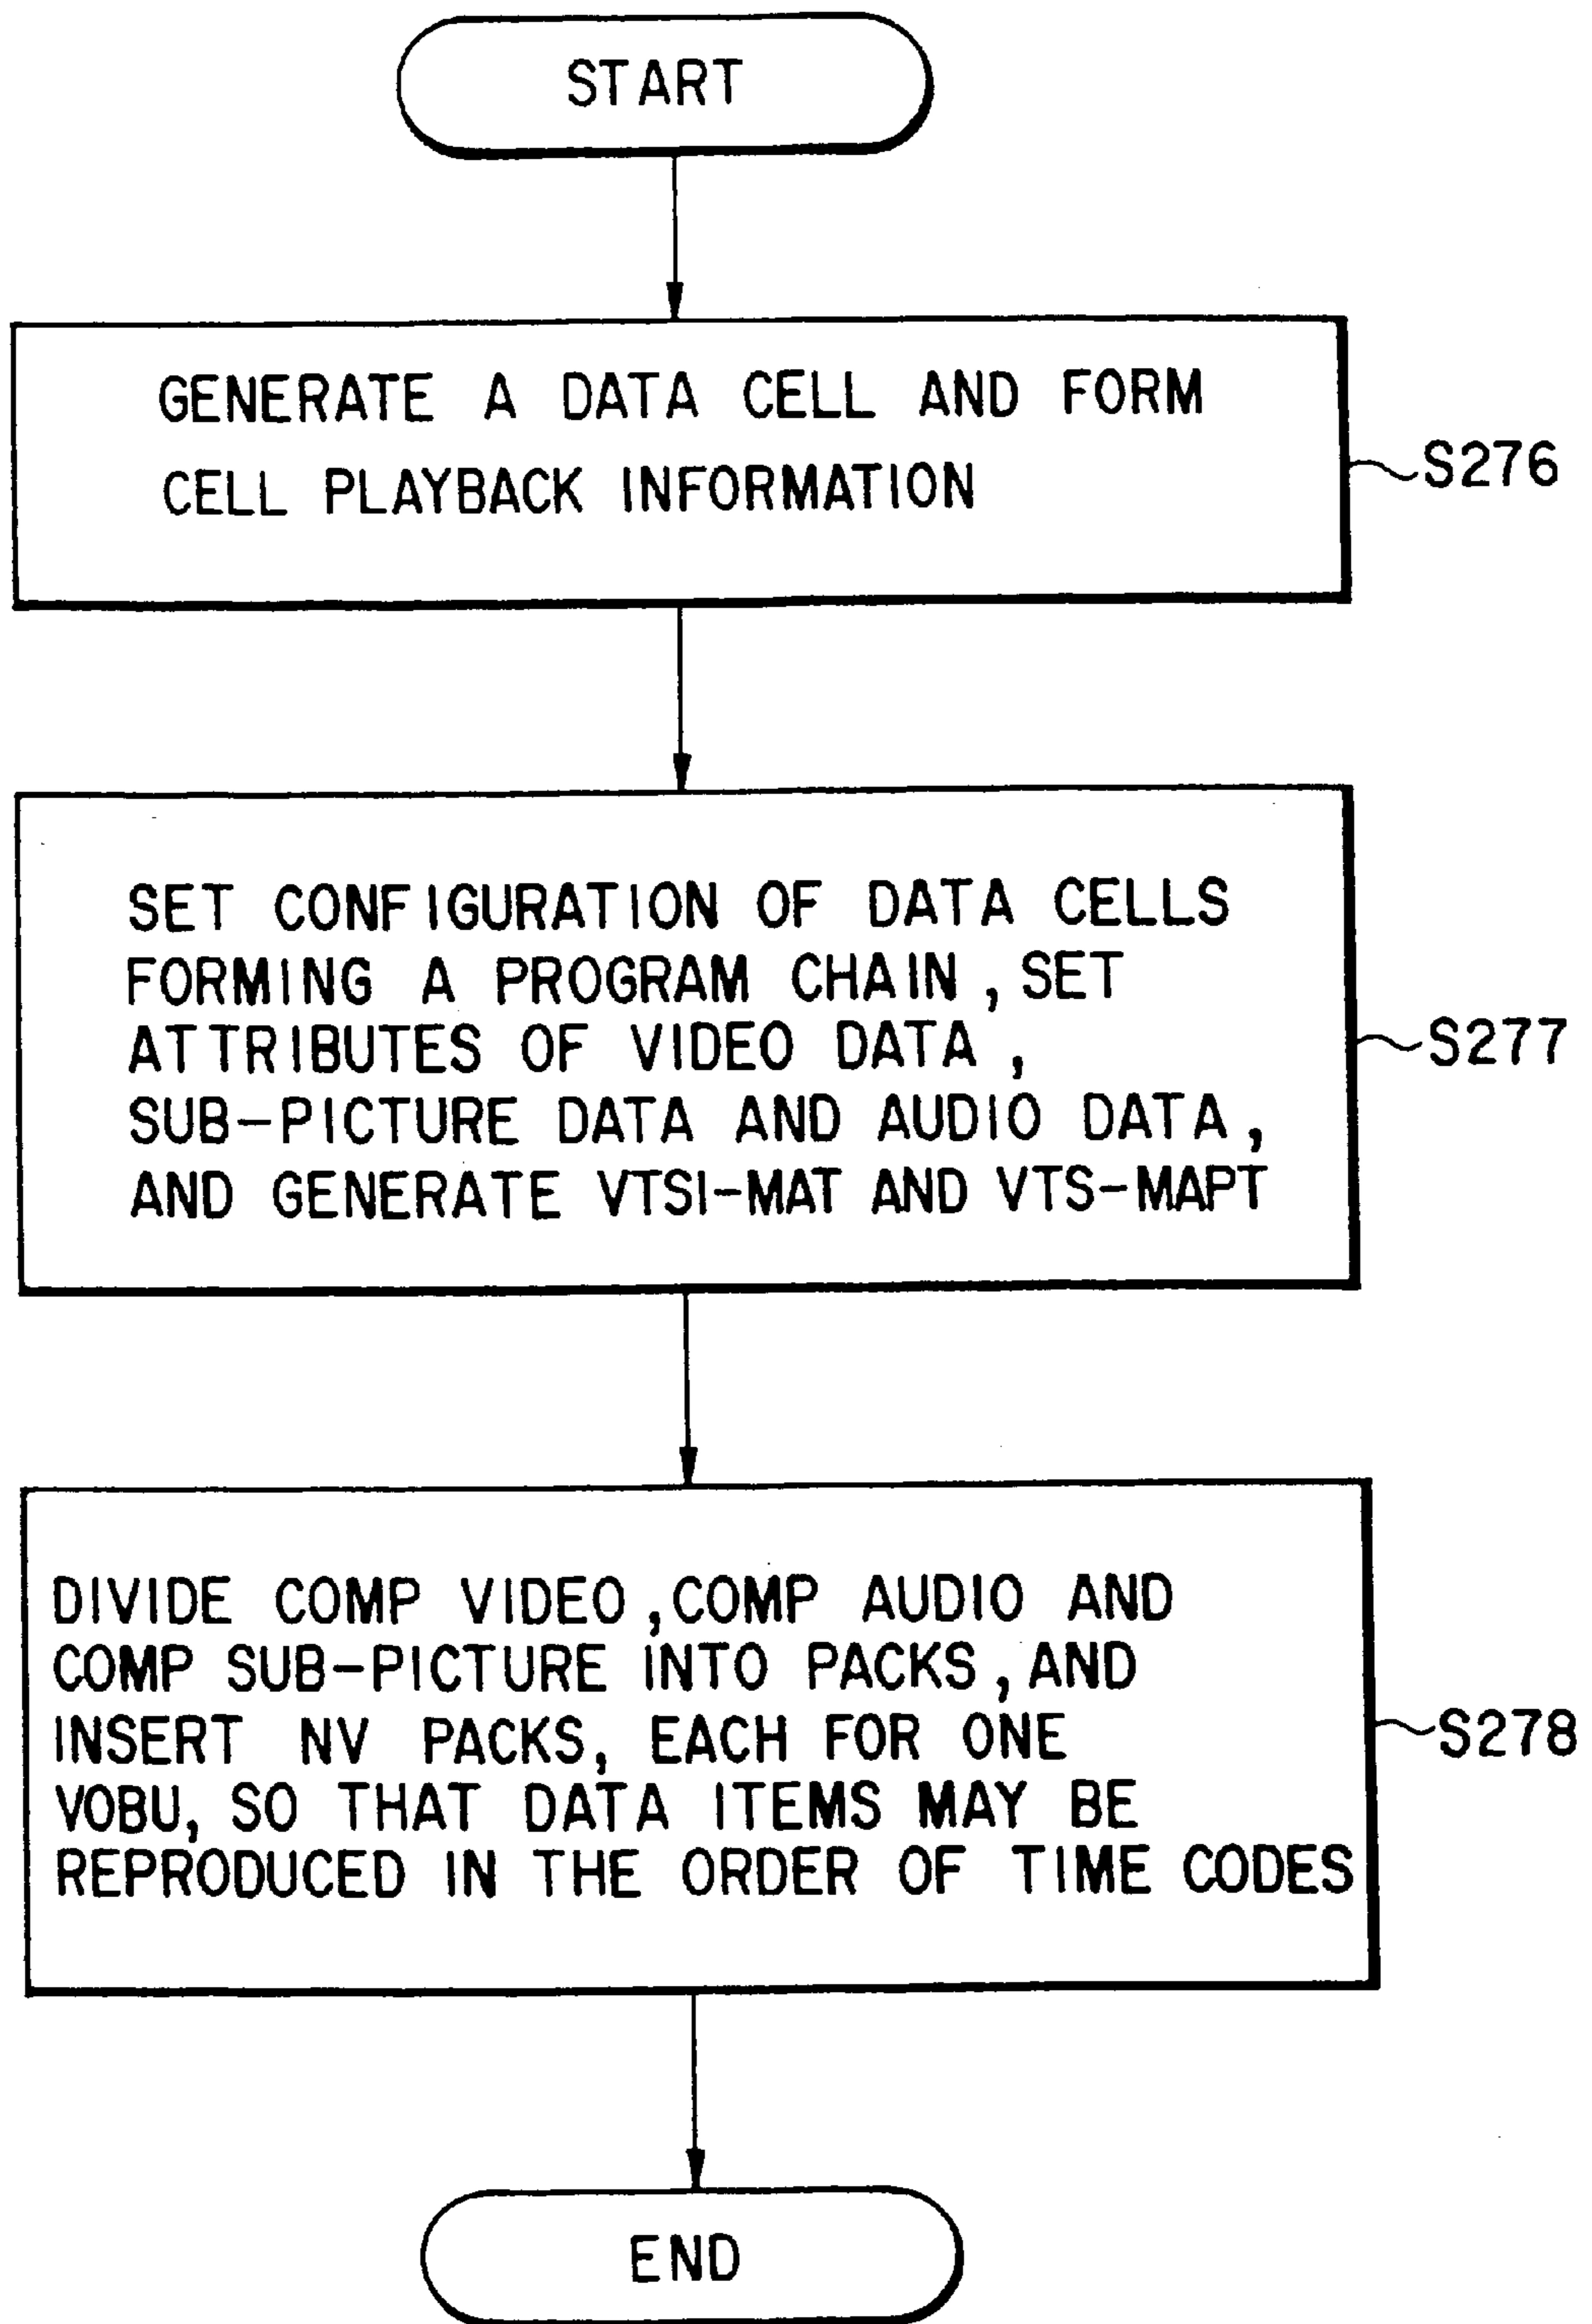 START
GENERATE A DATA CELL AND FORM
CELL PLAYBACK INFORMATION
S276
SET CONFIGURATION OF DATA CELLS
FORMING A PROGRAM CHAIN, SET
ATTRIBUTES OF VIDEO DATA,
SUB-PICTURE DATA AND AUDIO DATA,
AND GENERATE VTSI-MAT AND VTS-MAPT
S277
DIVIDE COMP VIDEO, COMP AUDIO AND
COMP SUB-PICTURE INTO PACKS, AND
INSERT NV PACKS, EACH FOR ONE
VOBU, SO THAT DATA ITEMS MAY BE
REPRODUCED IN THE ORDER OF TIME CODES
S278
END